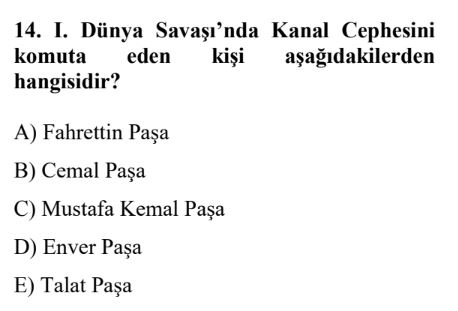 14. I. Dünya Savaşı’nda Kanal Cephesini
komuta eden kişi aşağıdakilerden
hangisidir?
A) Fahrettin Paşa
B) Cemal Paşa
C) Mustafa Kemal Paşa
D) Enver Paşa
E) Talat Paşa